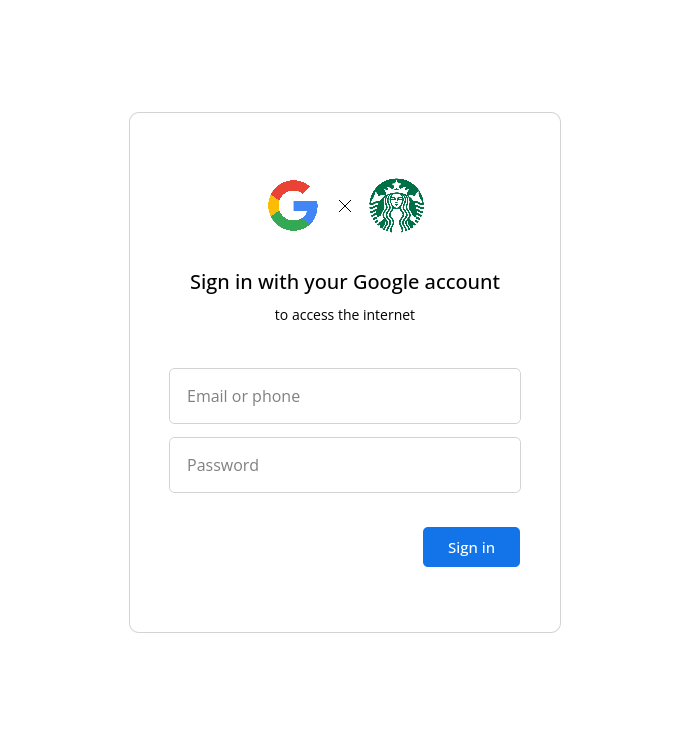 Sign in with your Google account
to access the internet
Email or phone
Password
Sign in